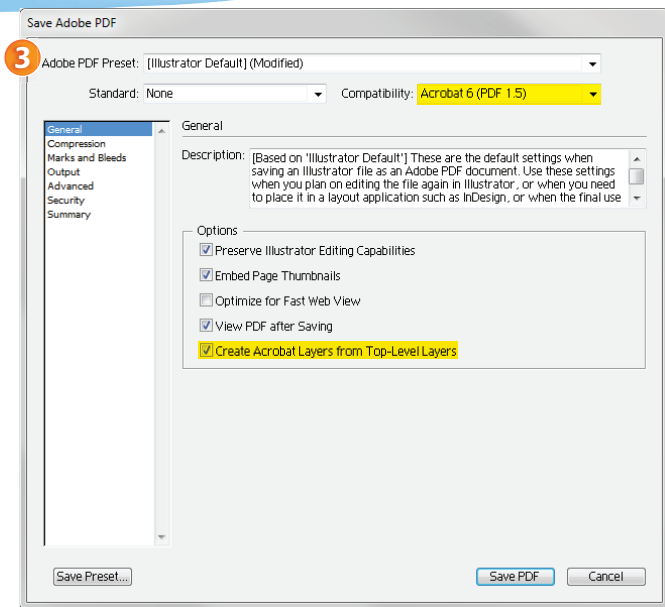 Save Adobe PDF
3
Adobe PDF Preset: [Illustrator Default] (Modified)
Standard: None Compatibility: Acrobat 6 (PDF 1.5)
General
Compression
Marks and Bleeds
Output
Advanced
Security
Summary
General
Description: [Based on 'Illustrator Default'] These are the default settings when
saving an Illustrator file as an Adobe PDF document. Use these settings
when you plan on editing the file again in Illustrator, or when you need
to place it in a layout application such as InDesign, or when the final use
Options
Preserve Illustrator Editing Capabilities
Embed Page Thumbnails
Optimize for Fast Web View
View PDF after Saving
Create Acrobat Layers from Top-Level Layers
Save Preset... Save PDF Cancel